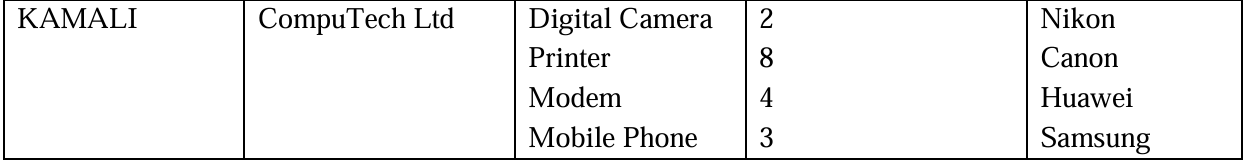 KAMALI CompuTech Ltd Digital Camera 2 Nikon
Printer 8 Canon
Modem 4 Huawei
Mobile Phone 3 Samsung